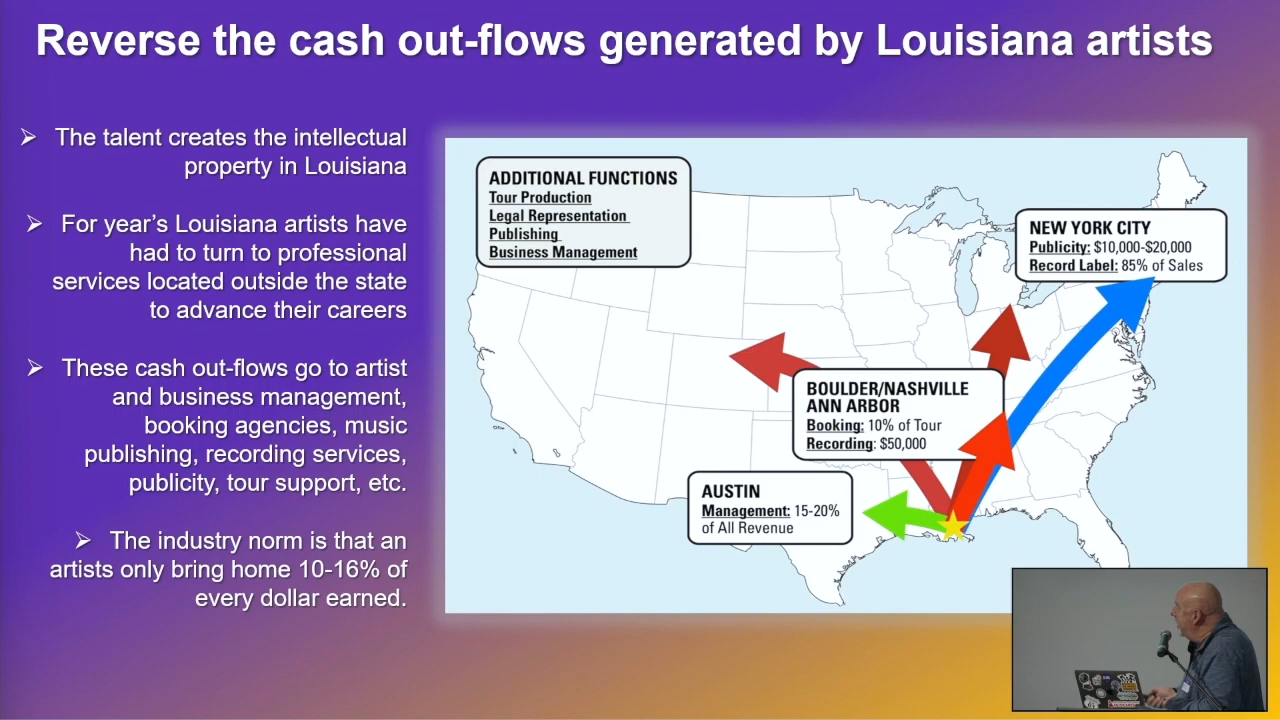 Reverse the cash out-flows generated by Louisiana artists
➢ The talent creates the intellectual
property in Louisiana
➢ For year's Louisiana artists have
had to turn to professional
services located outside the state
to advance their careers
➢ These cash out-flows go to artist
and business management,
booking agencies, music
publishing, recording services,
publicity, tour support, etc.
➢ The industry norm is that an
artists only bring home 10-16% of
every dollar earned.
ADDITIONAL FUNCTIONS
Tour Production
Legal Representation
Publishing
Business Management
NEW YORK CITY
Publicity: $10,000-$20,000
Record Label: 85% of Sales
BOULDER/NASHVILLE
ANN ARBOR
Booking: 10% of Tour
Recording: $50,000
AUSTIN
Management: 15-20%
of All Revenue